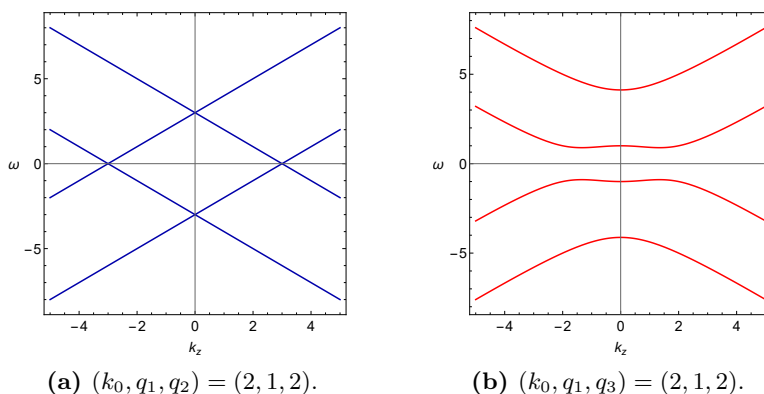 5
0
−5
ω
−4 −2 0 2 4
k_z
(a) (k_0, q_1, q_2) = (2, 1, 2).
5
0
−5
ω
−4 −2 0 2 4
k_z
(b) (k_0, q_1, q_3) = (2, 1, 2).